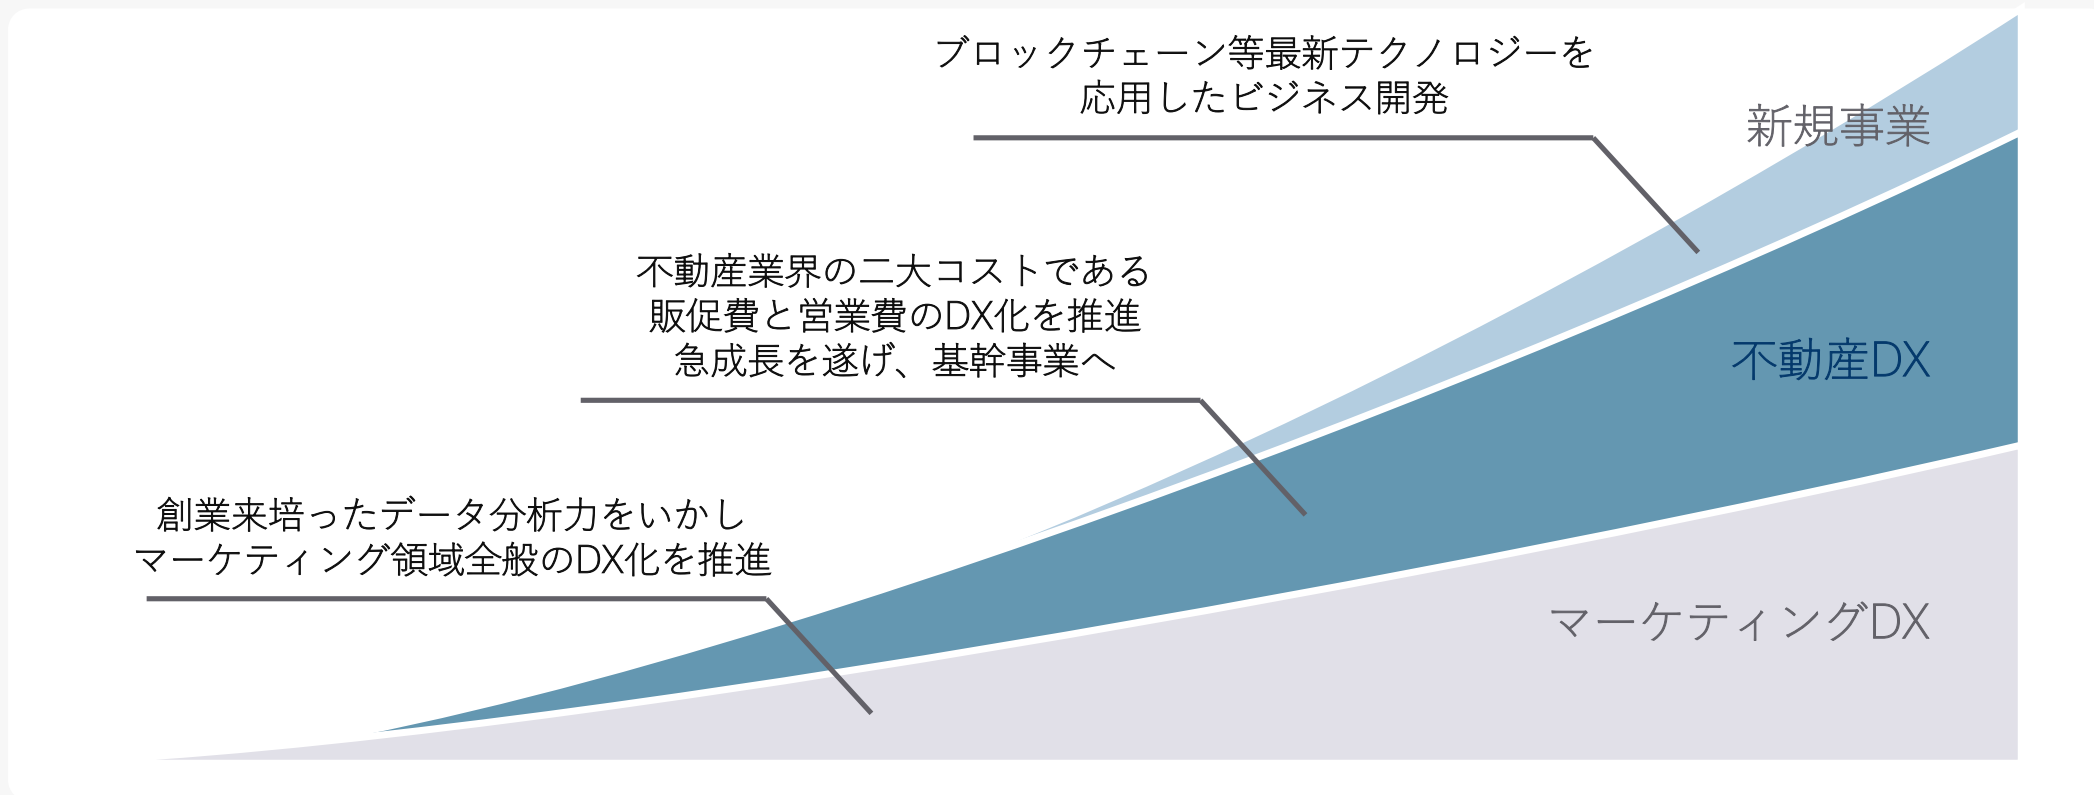 ブロックチェーン等最新テクノロジーを
応用したビジネス開発
新規事業
不動産業界の二大コストである
販促費と営業費のDX化を推進
急成長を遂げ、基幹事業へ
不動産DX
創業来培ったデータ分析力をいかし
マーケティング領域全般のDX化を推進
マーケティングDX